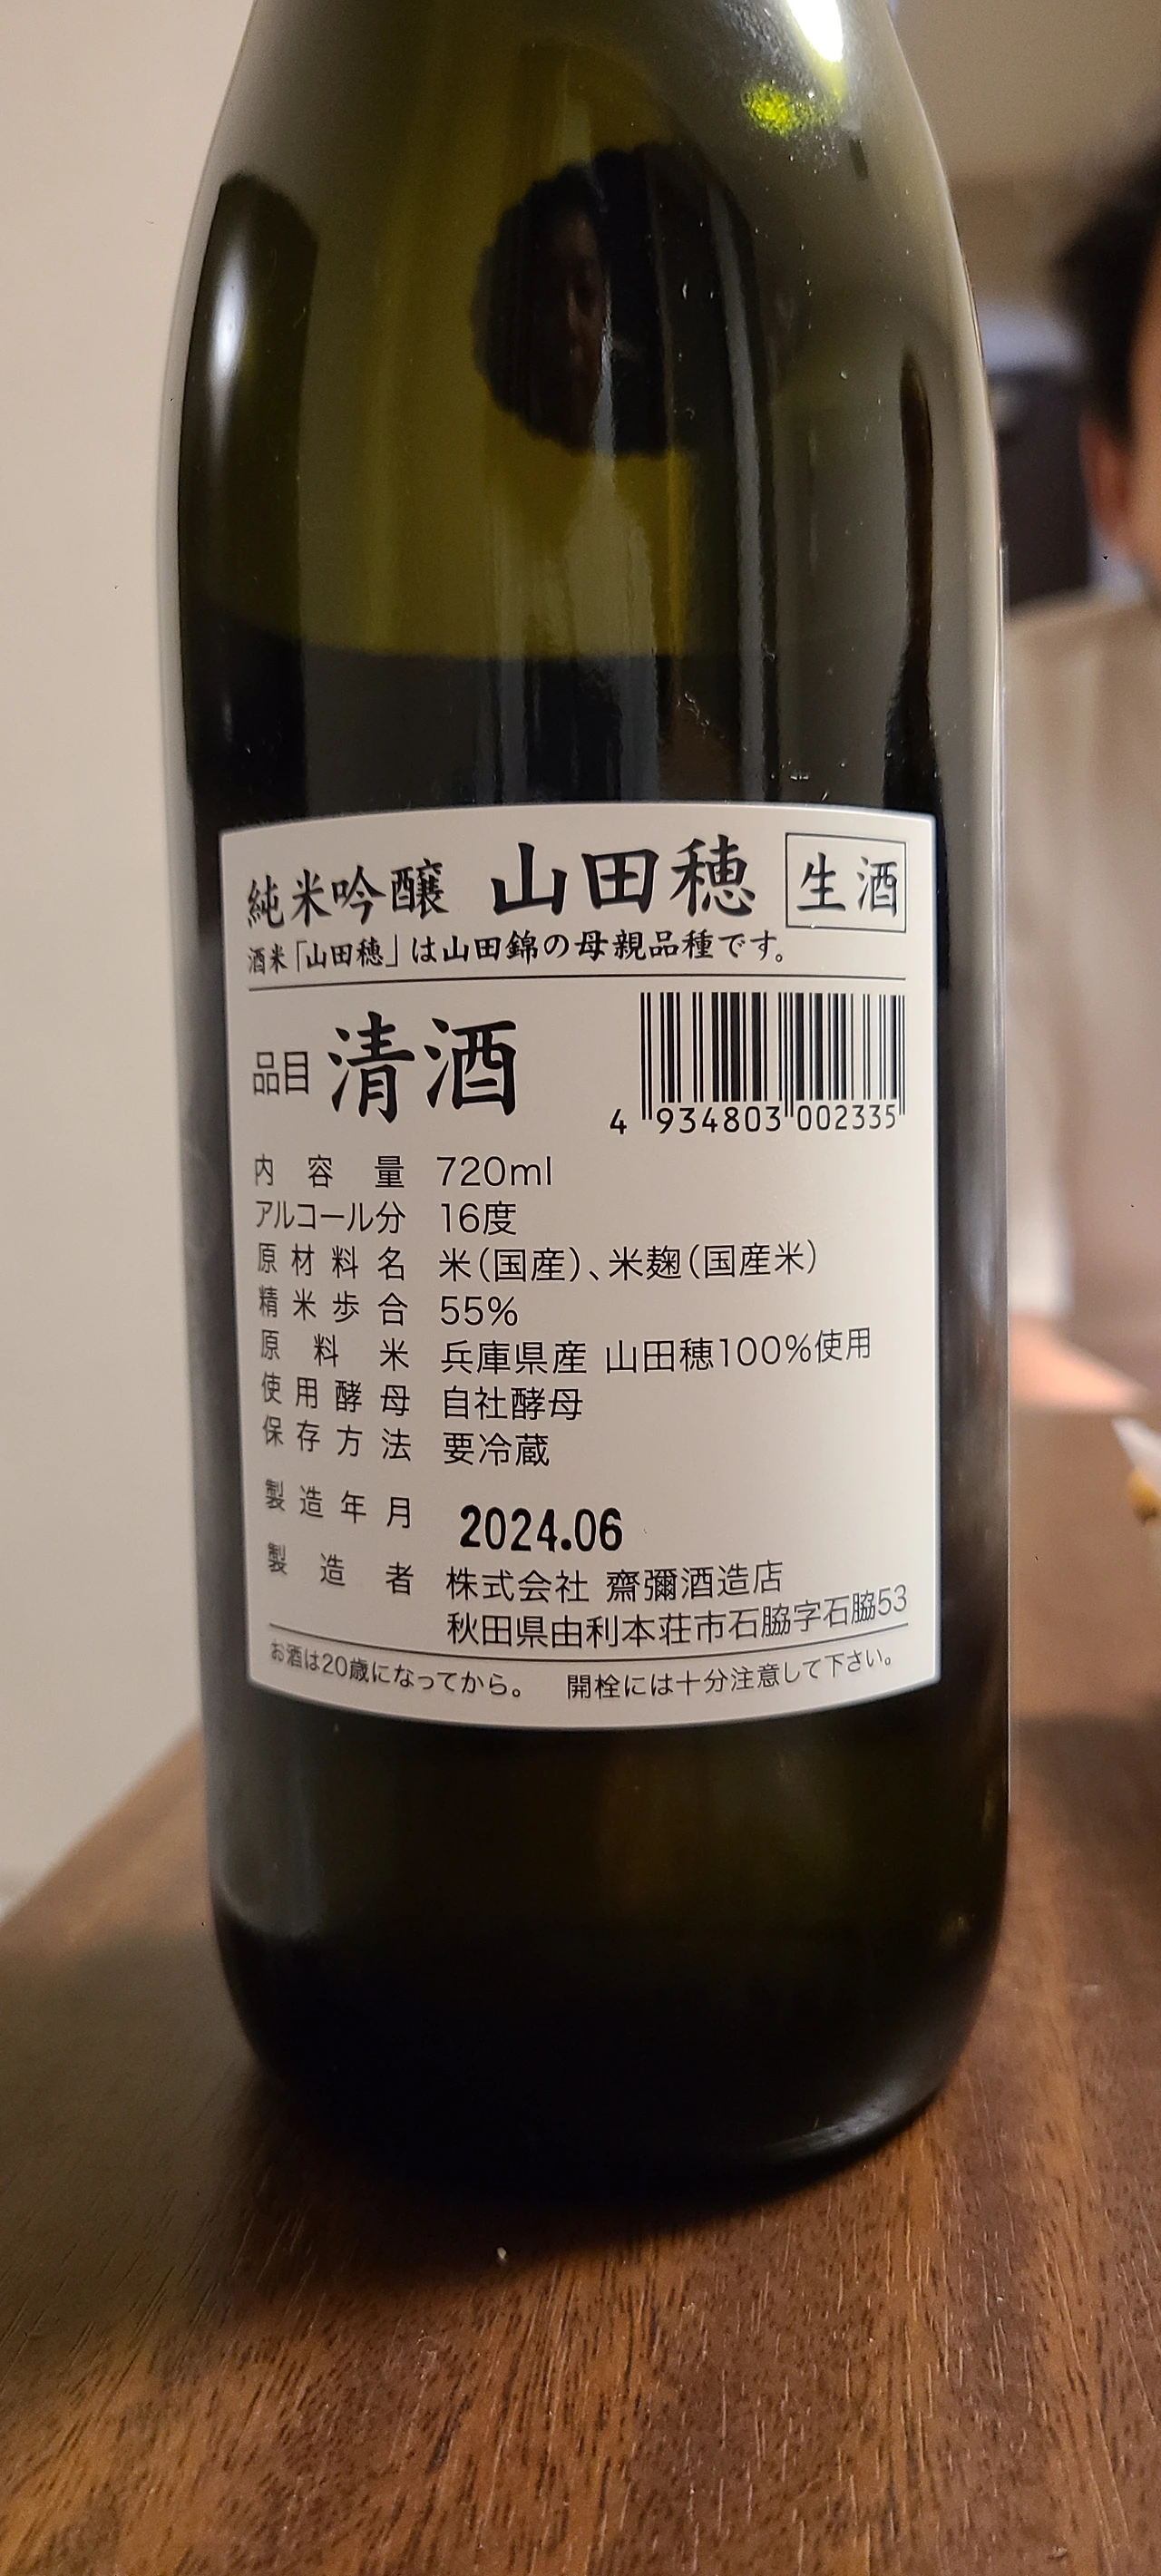 純米吟醸 山田穂 生酒
酒米「山田穂」は山田錦の母親品種です。
品目 清酒
4 934803 002335
内容量 720ml
アルコール分 16度
原材料名 米(国産)、米麹(国産米)
精米歩合 55%
原料米 兵庫県産 山田穂100%使用
使用酵母 自社酵母
保存方法 要冷蔵
製造年月 2024.06
製造者 株式会社 齋彌酒造店
秋田県由利本荘市石脇字石脇53
お酒は20歳になってから。 開栓には十分注意して下さい。